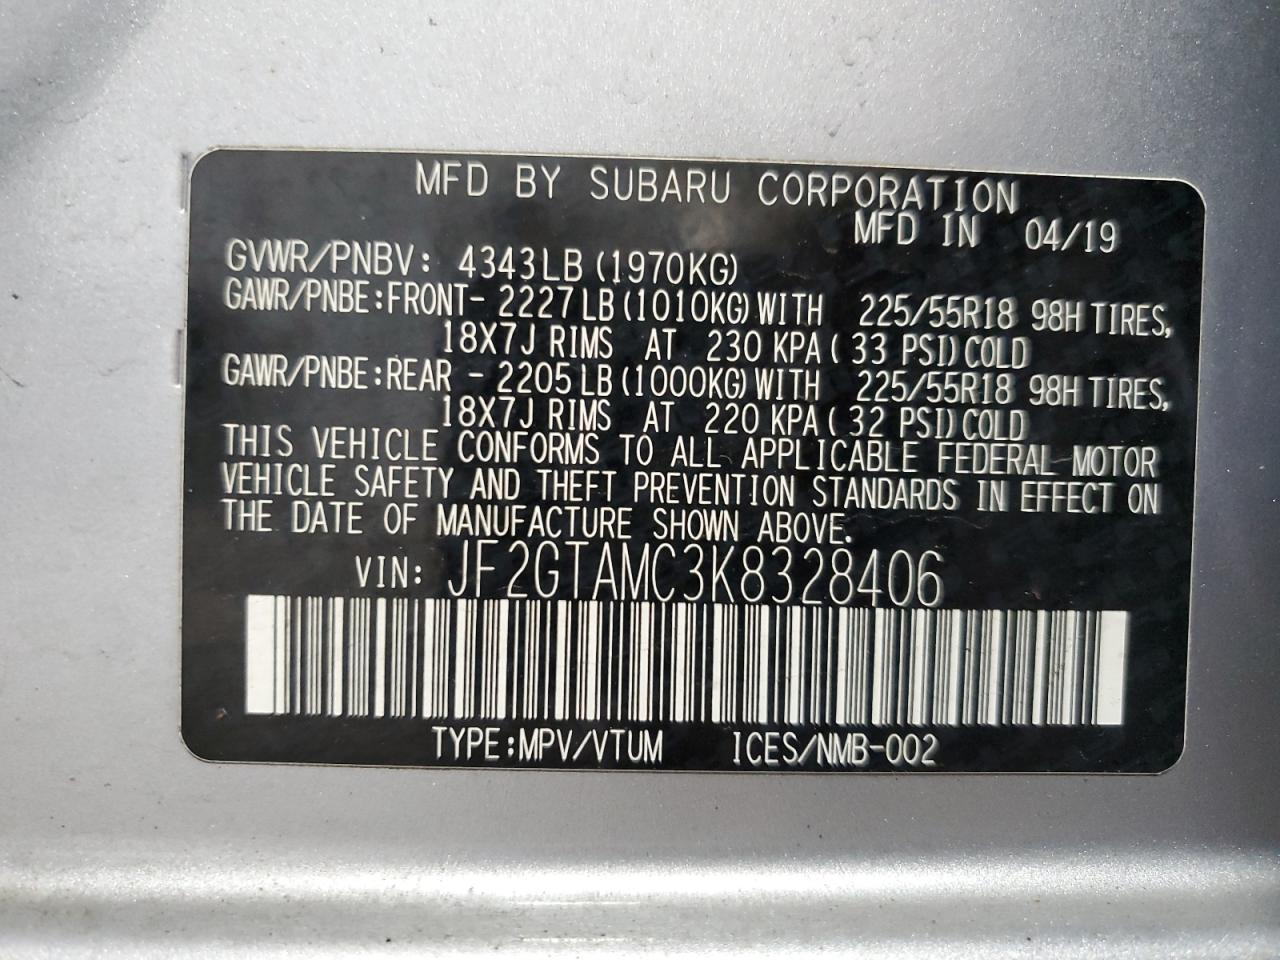 MFD BY SUBARU CORPORATION
MFD IN 04/19
GVWR/PNBV: 4343LB (1970KG)
GAWR/PNBE:FRONT- 2227LB (1010KG) WITH 225/55R18 98H TIRES,
18X7J RIMS AT 230 KPA ( 33 PSI) COLD
GAWR/PNBE:REAR - 2205LB (1000KG) WITH 225/55R18 98H TIRES,
18X7J RIMS AT 220 KPA ( 32 PSI) COLD
THIS VEHICLE CONFORMS TO ALL APPLICABLE FEDERAL MOTOR
VEHICLE SAFETY AND THEFT PREVENTION STANDARDS IN EFFECT ON
THE DATE OF MANUFACTURE SHOWN ABOVE.
VIN: JF2GTAMC3K8328406
TYPE:MPV/VTUM ICES/NMB-002